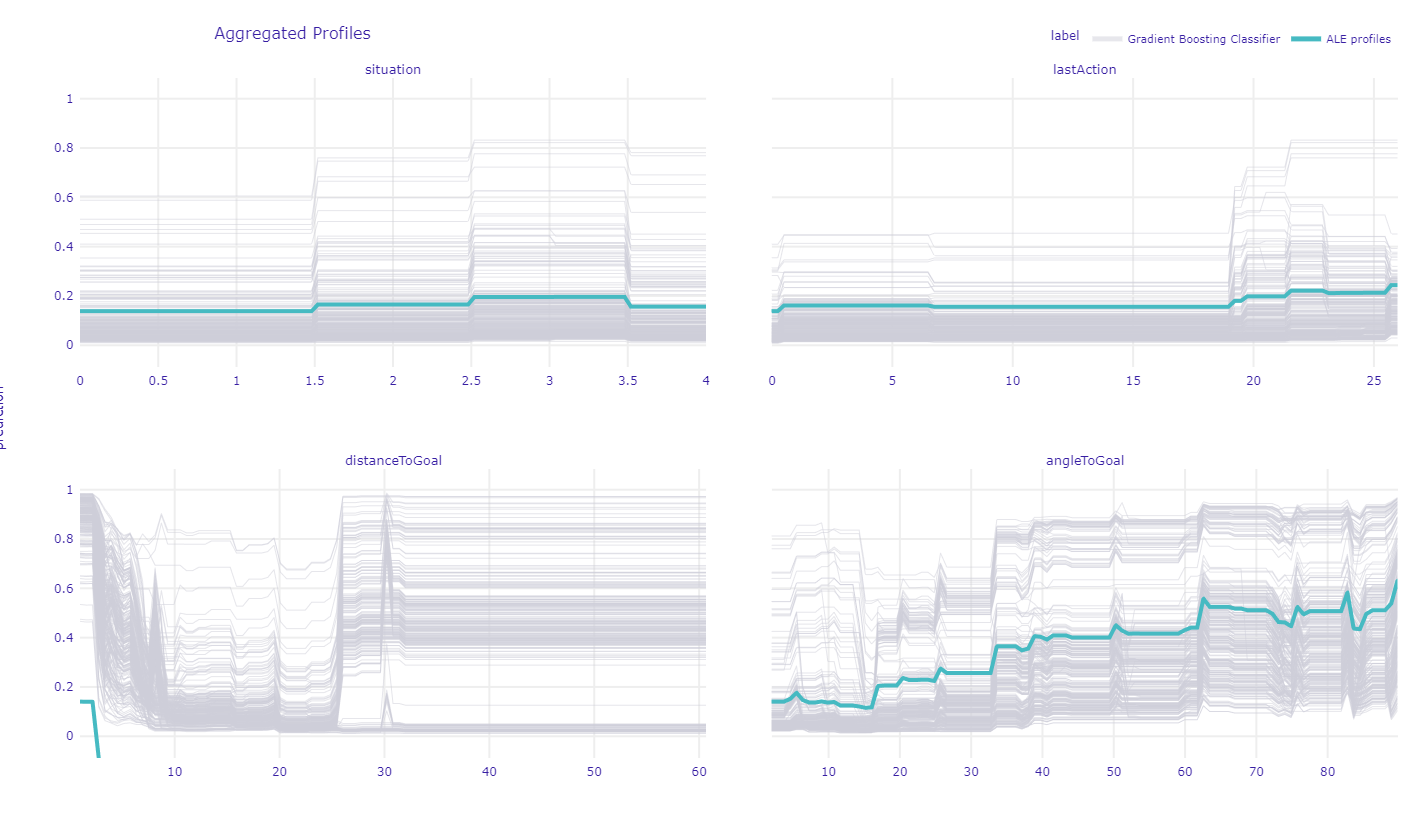 Aggregated Profiles
label Gradient Boosting Classifier ALE profiles
situation lastAction
1
0.8
0.6
0.4
0.2
0
0 0.5 1 1.5 2 2.5 3 3.5 4 0 5 10 15 20 25
prediction
distanceToGoal angleToGoal
1
0.8
0.6
0.4
0.2
0
10 20 30 40 50 60 10 20 30 40 50 60 70 80